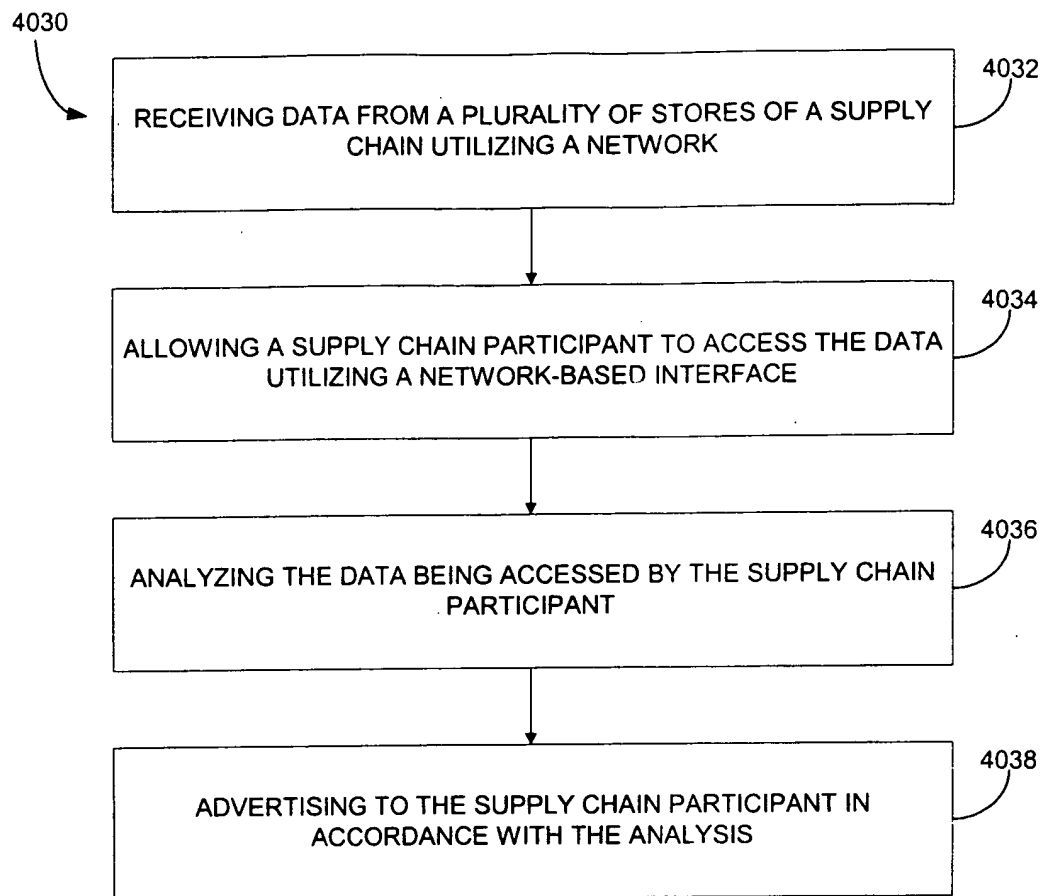 4030
4032
RECEIVING DATA FROM A PLURALITY OF STORES OF A SUPPLY
CHAIN UTILIZING A NETWORK
4034
ALLOWING A SUPPLY CHAIN PARTICIPANT TO ACCESS THE DATA
UTILIZING A NETWORK-BASED INTERFACE
4036
ANALYZING THE DATA BEING ACCESSED BY THE SUPPLY CHAIN
PARTICIPANT
4038
ADVERTISING TO THE SUPPLY CHAIN PARTICIPANT IN
ACCORDANCE WITH THE ANALYSIS